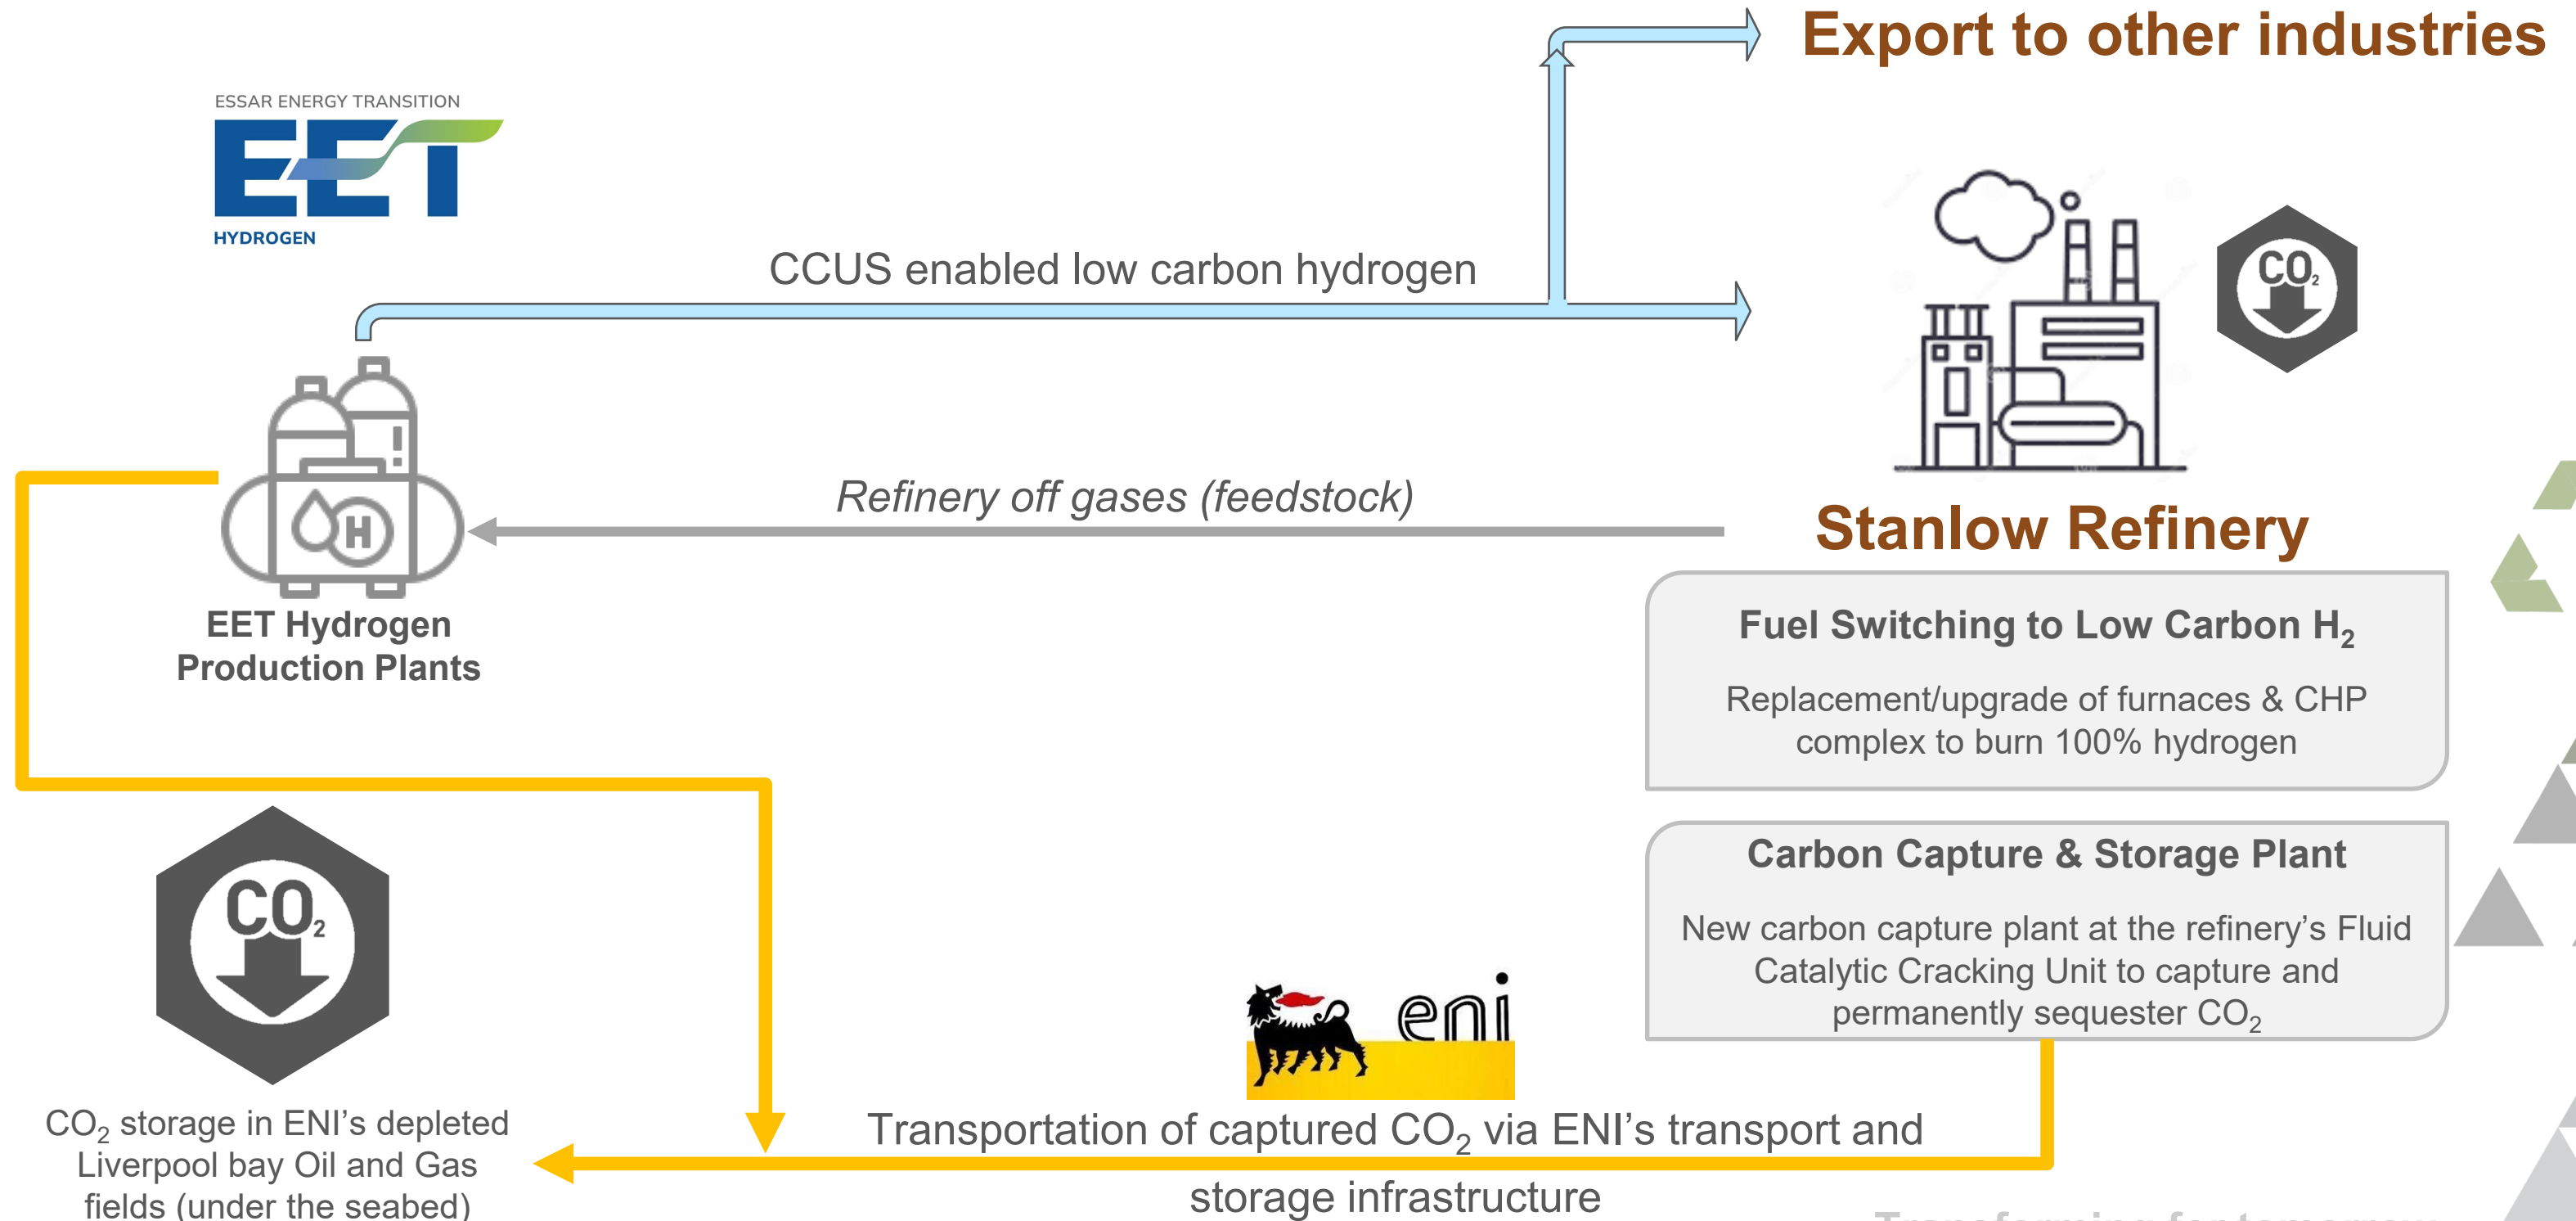 Export to other industries
ESSAR ENERGY TRANSITION
EET
HYDROGEN
CCUS enabled low carbon hydrogen
CO₂
Refinery off gases (feedstock)
H
Stanlow Refinery
EET Hydrogen
Production Plants
Fuel Switching to Low Carbon H₂
Replacement/upgrade of furnaces & CHP
complex to burn 100% hydrogen
Carbon Capture & Storage Plant
New carbon capture plant at the refinery’s Fluid
Catalytic Cracking Unit to capture and
permanently sequester CO₂
CO₂
eni
CO₂ storage in ENI’s depleted
Liverpool bay Oil and Gas
fields (under the seabed)
Transportation of captured CO₂ via ENI’s transport and
storage infrastructure
Transforming for tomorrow